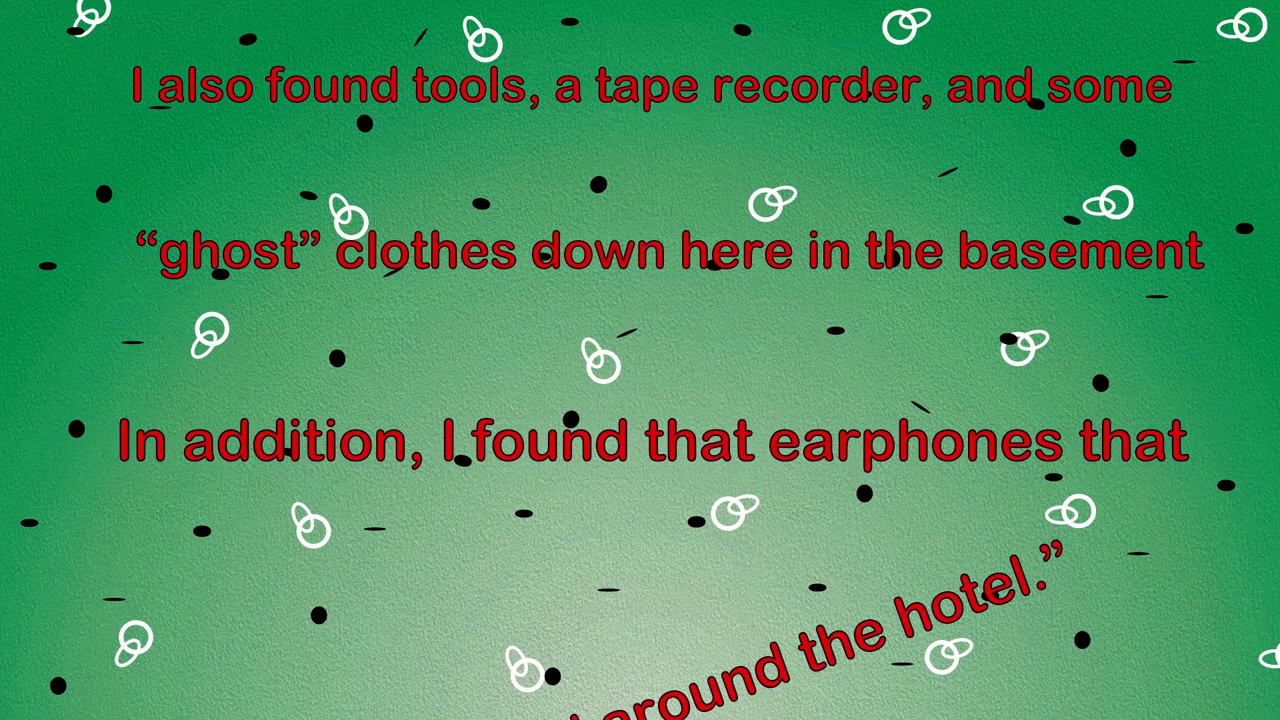 I also found tools, a tape recorder, and some
“ghost” clothes down here in the basement
In addition, I found that earphones that
around the hotel.”